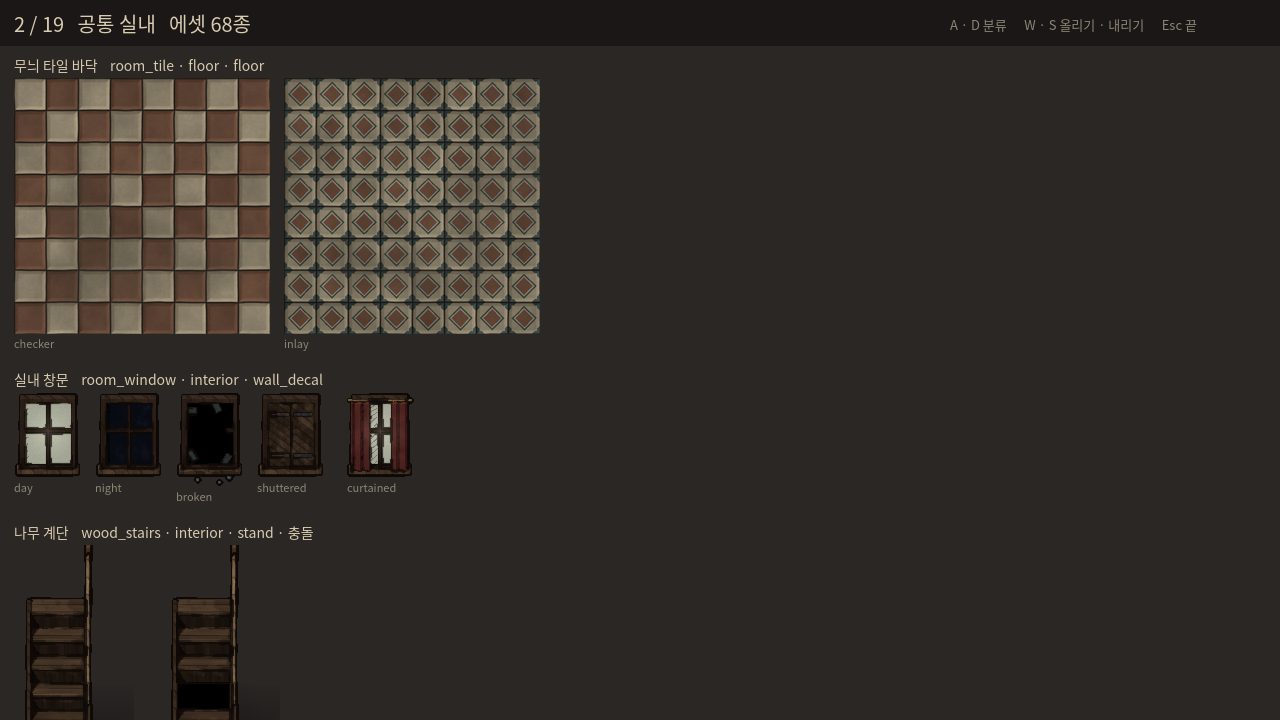 2 / 19 공통 실내 에셋 68종
A · D 분류 W · S 올리기 · 내리기 Esc 끝
무늬 타일 바닥 room_tile · floor · floor
checker inlay
실내 창문 room_window · interior · wall_decal
day night broken shuttered curtained
나무 계단 wood_stairs · interior · stand · 충돌